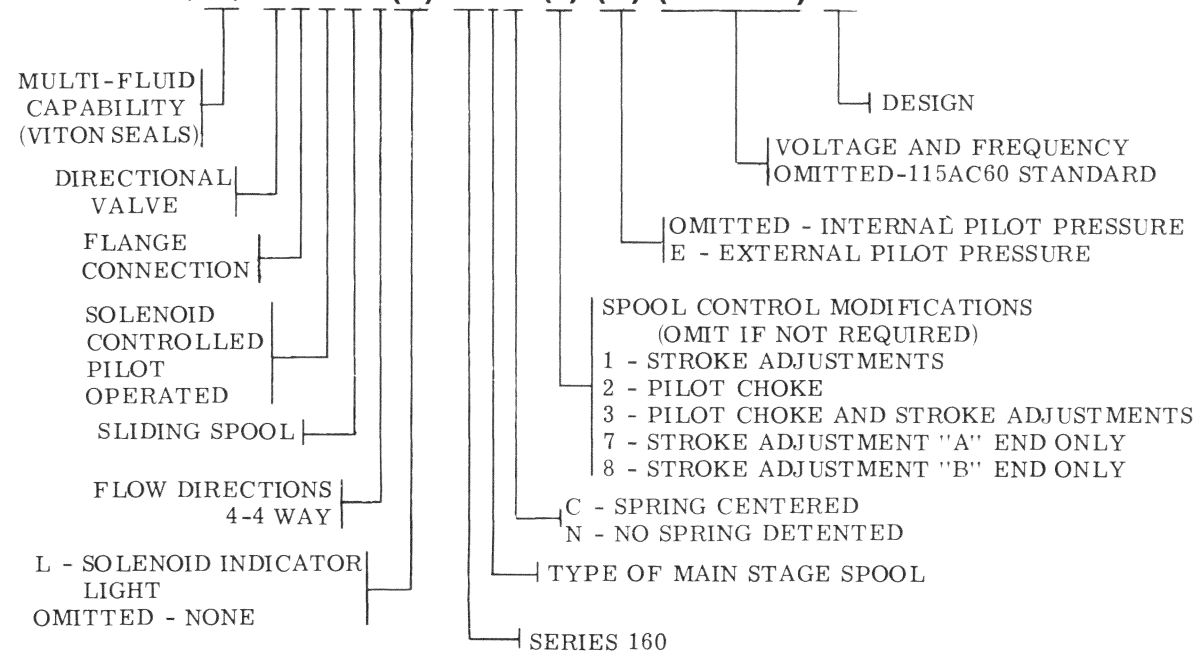 MULTI-FLUID
CAPABILITY
(VITON SEALS)
DIRECTIONAL
VALVE
FLANGE
CONNECTION
SOLENOID
CONTROLLED
PILOT
OPERATED
SLIDING SPOOL
FLOW DIRECTIONS
4-4 WAY
L - SOLENOID INDICATOR
LIGHT
OMITTED - NONE
DESIGN
VOLTAGE AND FREQUENCY
OMITTED-115AC60 STANDARD
OMITTED - INTERNAL PILOT PRESSURE
E - EXTERNAL PILOT PRESSURE
SPOOL CONTROL MODIFICATIONS
(OMIT IF NOT REQUIRED)
1 - STROKE ADJUSTMENTS
2 - PILOT CHOKE
3 - PILOT CHOKE AND STROKE ADJUSTMENTS
7 - STROKE ADJUSTMENT "A" END ONLY
8 - STROKE ADJUSTMENT "B" END ONLY
C - SPRING CENTERED
N - NO SPRING DETENTED
TYPE OF MAIN STAGE SPOOL
SERIES 160